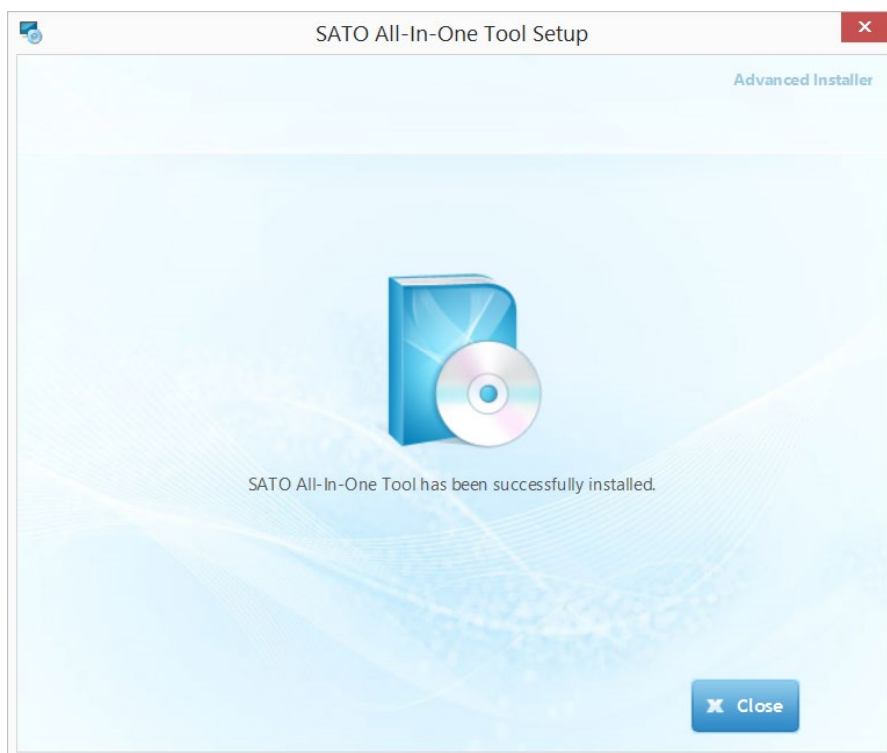 SATO All-In-One Tool Setup
Advanced Installer
SATO All-In-One Tool has been successfully installed.
Close